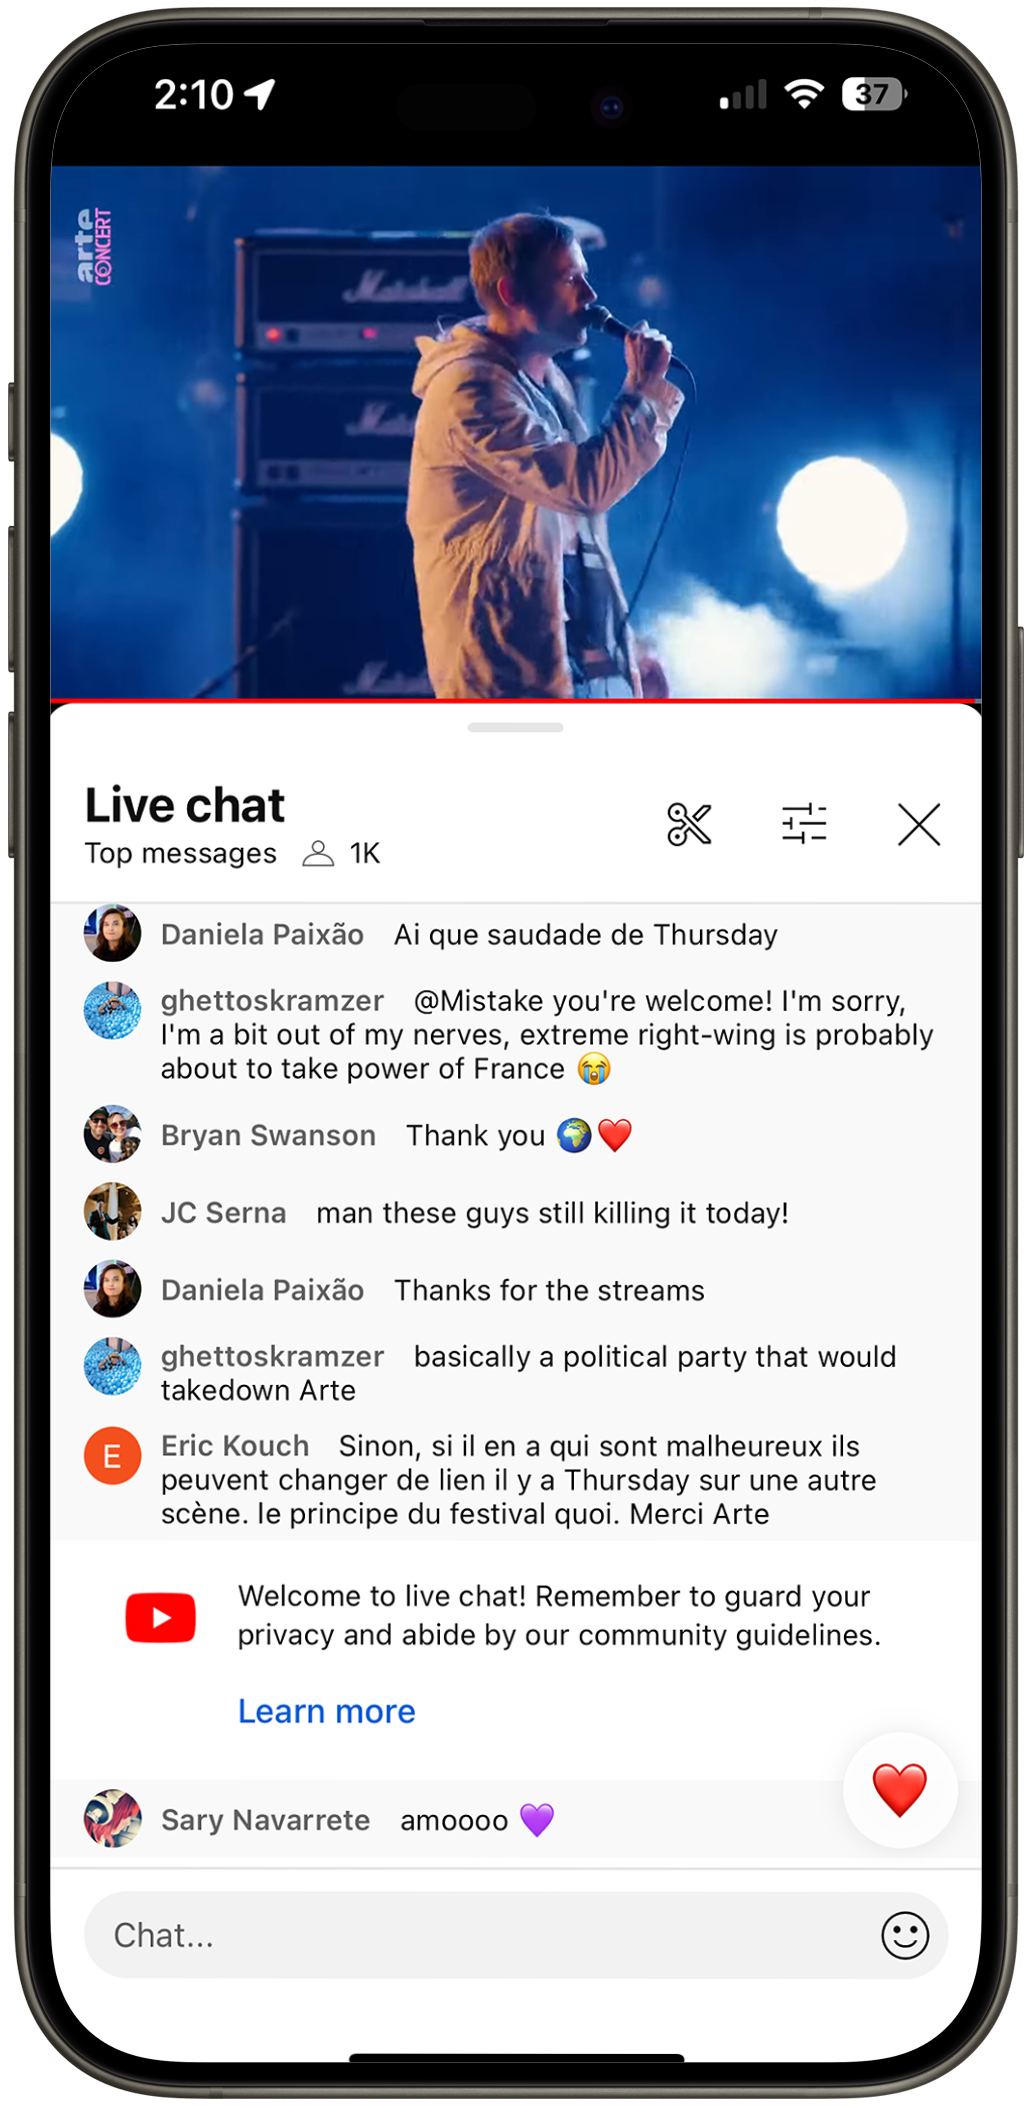 2:10
37
arte
CONCERT
Marshall
Live chat
Top messages 1K
Daniela Paixão Ai que saudade de Thursday
ghettoskramzer @Mistake you're welcome! I'm sorry,
I'm a bit out of my nerves, extreme right-wing is probably
about to take power of France 😭
Bryan Swanson Thank you 🌍❤️
JC Serna man these guys still killing it today!
Daniela Paixão Thanks for the streams
ghettoskramzer basically a political party that would
takedown Arte
E
Eric Kouch Sinon, si il en a qui sont malheureux ils
peuvent changer de lien il y a Thursday sur une autre
scène. le principe du festival quoi. Merci Arte
Welcome to live chat! Remember to guard your
privacy and abide by our community guidelines.
Learn more
Sary Navarrete amoooo 💜
Chat...